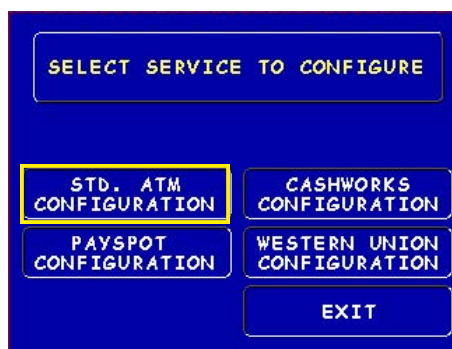 SELECT SERVICE TO CONFIGURE
STD. ATM
CONFIGURATION
CASHWORKS
CONFIGURATION
PAYSPOT
CONFIGURATION
WESTERN UNION
CONFIGURATION
EXIT